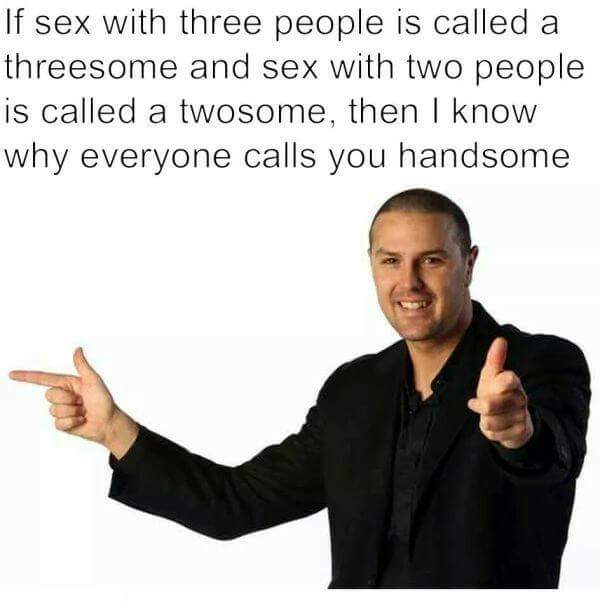 If sex with three people is called a
threesome and sex with two people
is called a twosome, then I know
why everyone calls you handsome